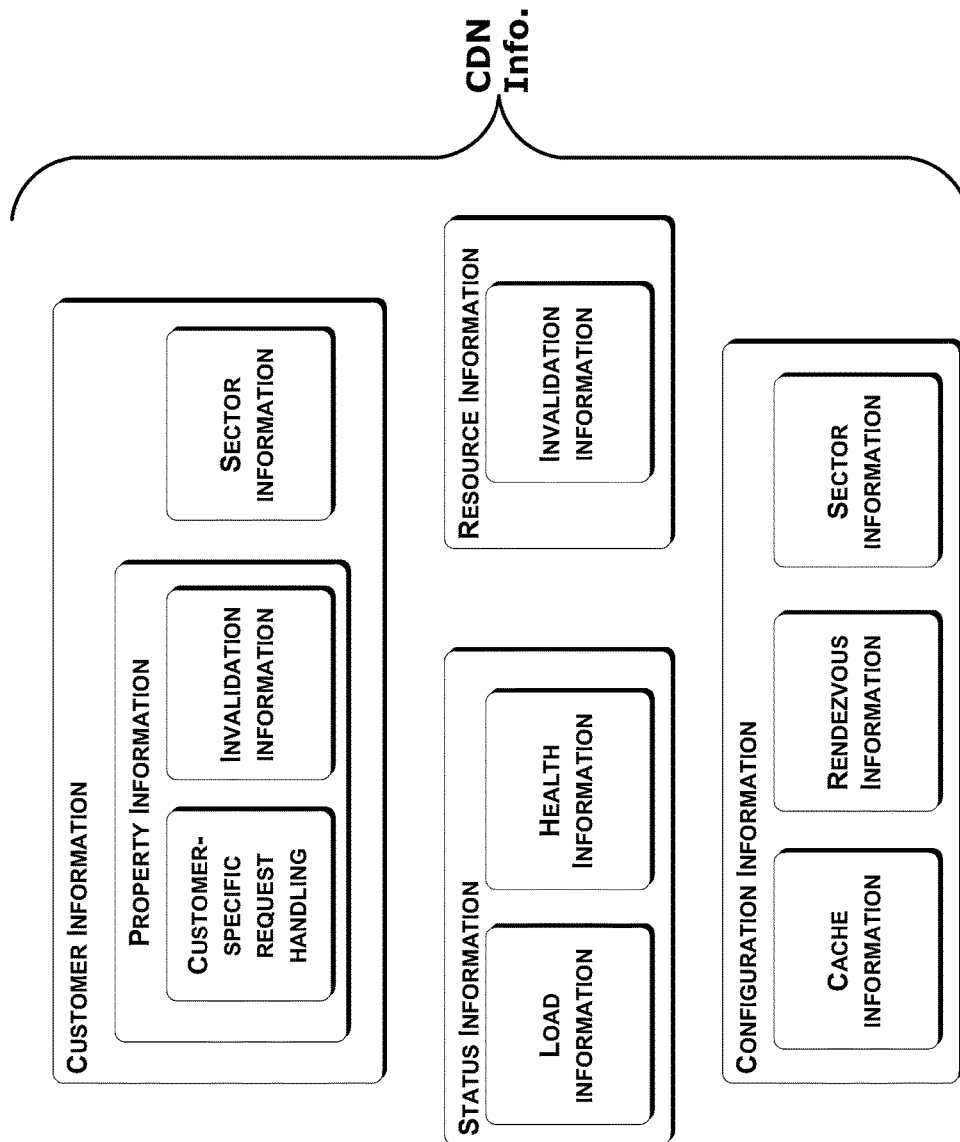 CUSTOMER INFORMATION
PROPERTY INFORMATION
CUSTOMER-
SPECIFIC
REQUEST
HANDLING
INVALIDATION
INFORMATION
SECTOR
INFORMATION
STATUS INFORMATION
LOAD
INFORMATION
HEALTH
INFORMATION
RESOURCE INFORMATION
INVALIDATION
INFORMATION
CONFIGURATION INFORMATION
CACHE
INFORMATION
RENDEZVOUS
INFORMATION
SECTOR
INFORMATION
CDN
Info.